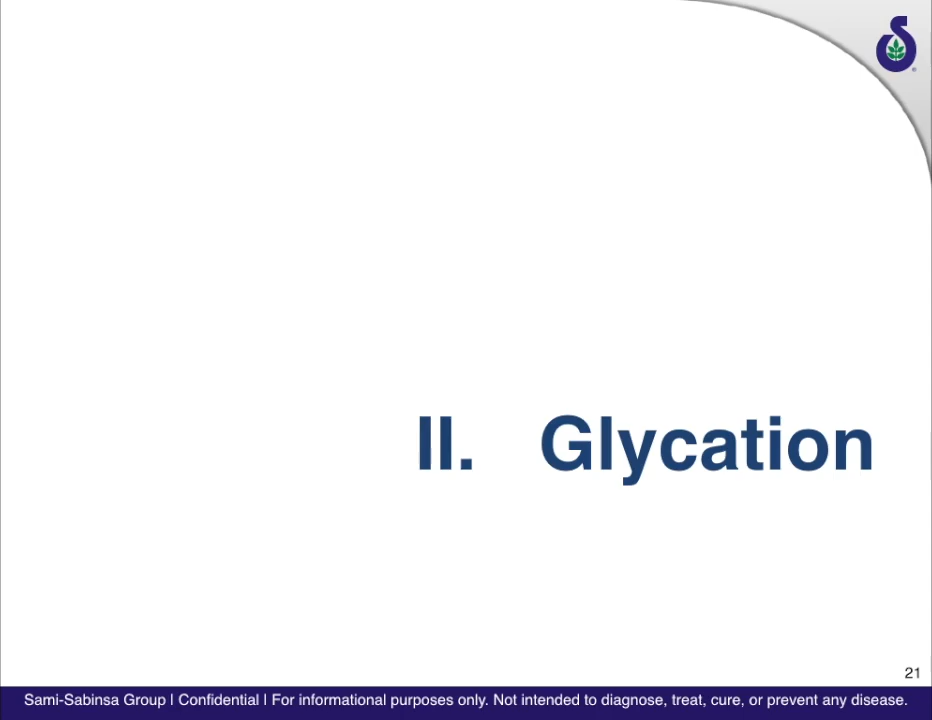 II. Glycation
21
Sami-Sabinsa Group | Confidential | For informational purposes only. Not intended to diagnose, treat, cure, or prevent any disease.